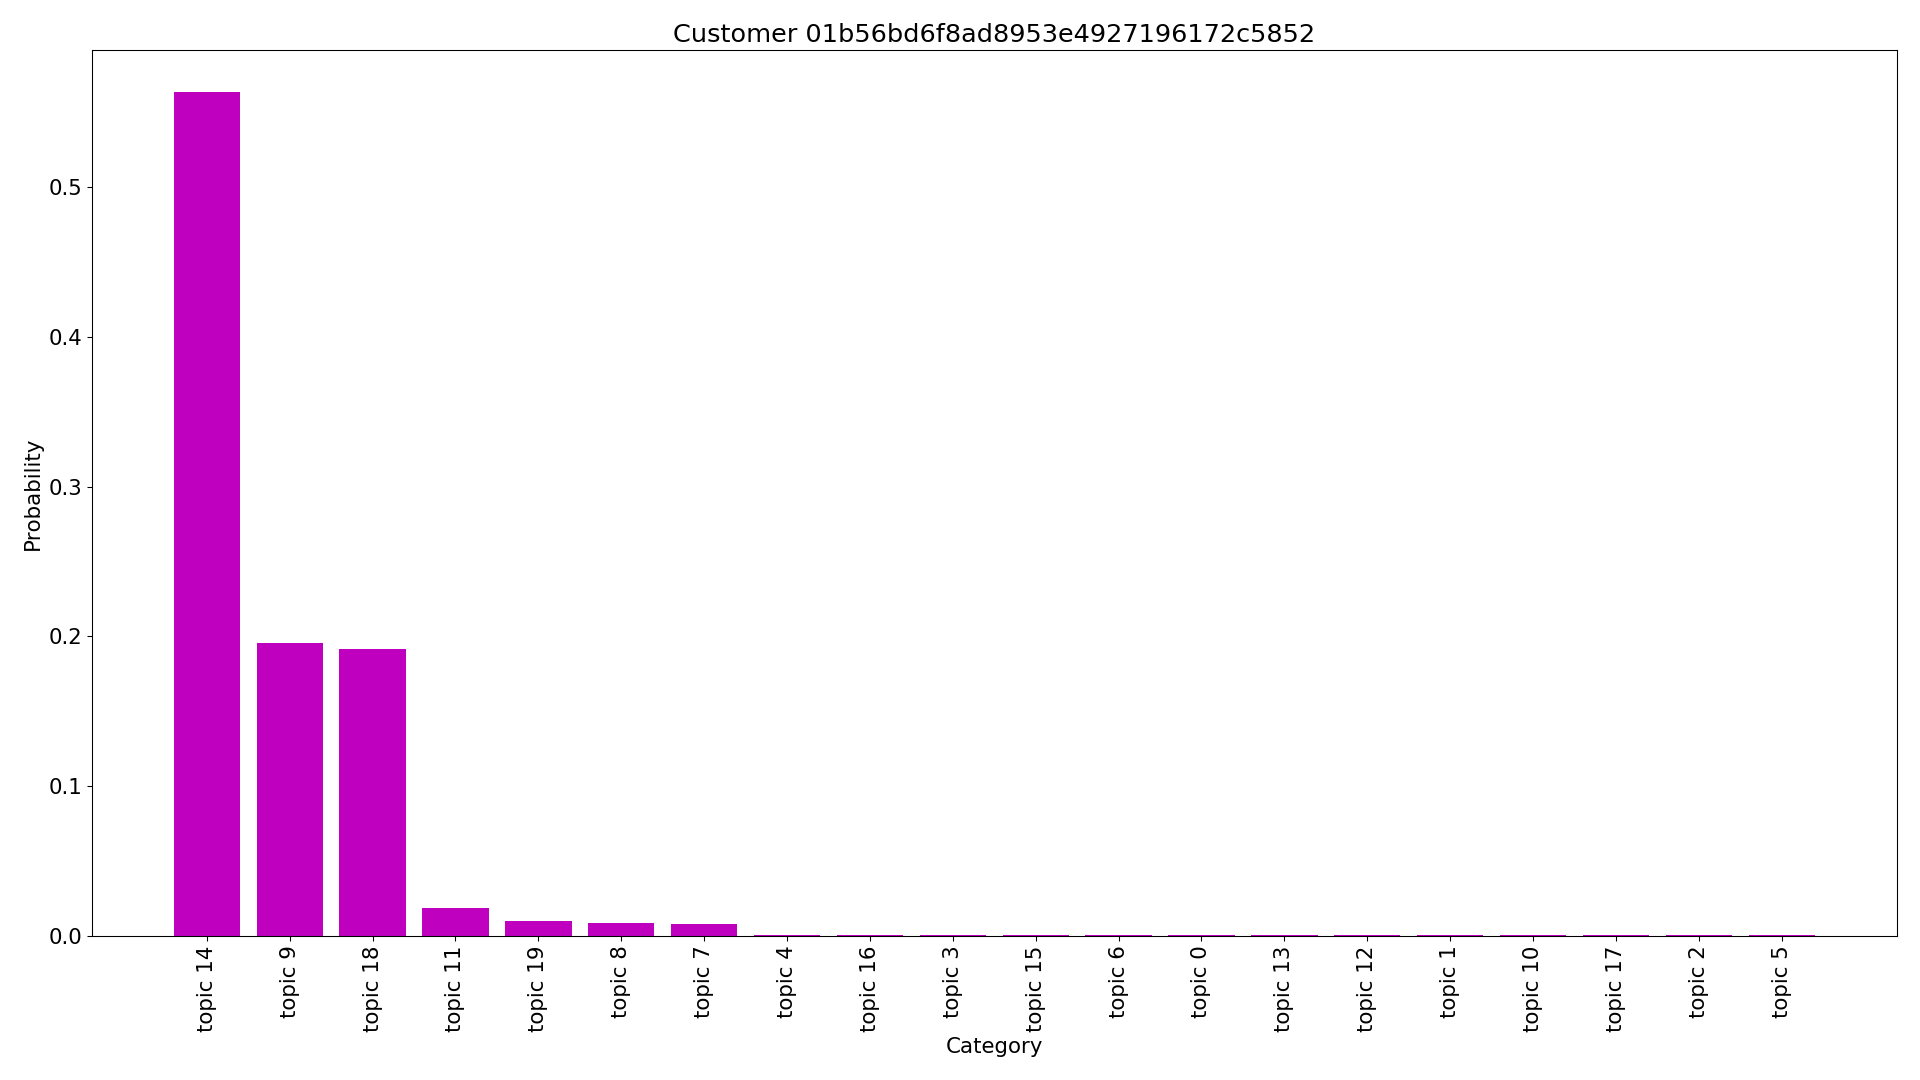 Customer 01b56bd6f8ad8953e4927196172c5852
Probability
0.5
0.4
0.3
0.2
0.1
0.0
topic 14
topic 9
topic 18
topic 11
topic 19
topic 8
topic 7
topic 4
topic 16
topic 3
topic 15
topic 6
topic 0
topic 13
topic 12
topic 1
topic 10
topic 17
topic 2
topic 5
Category